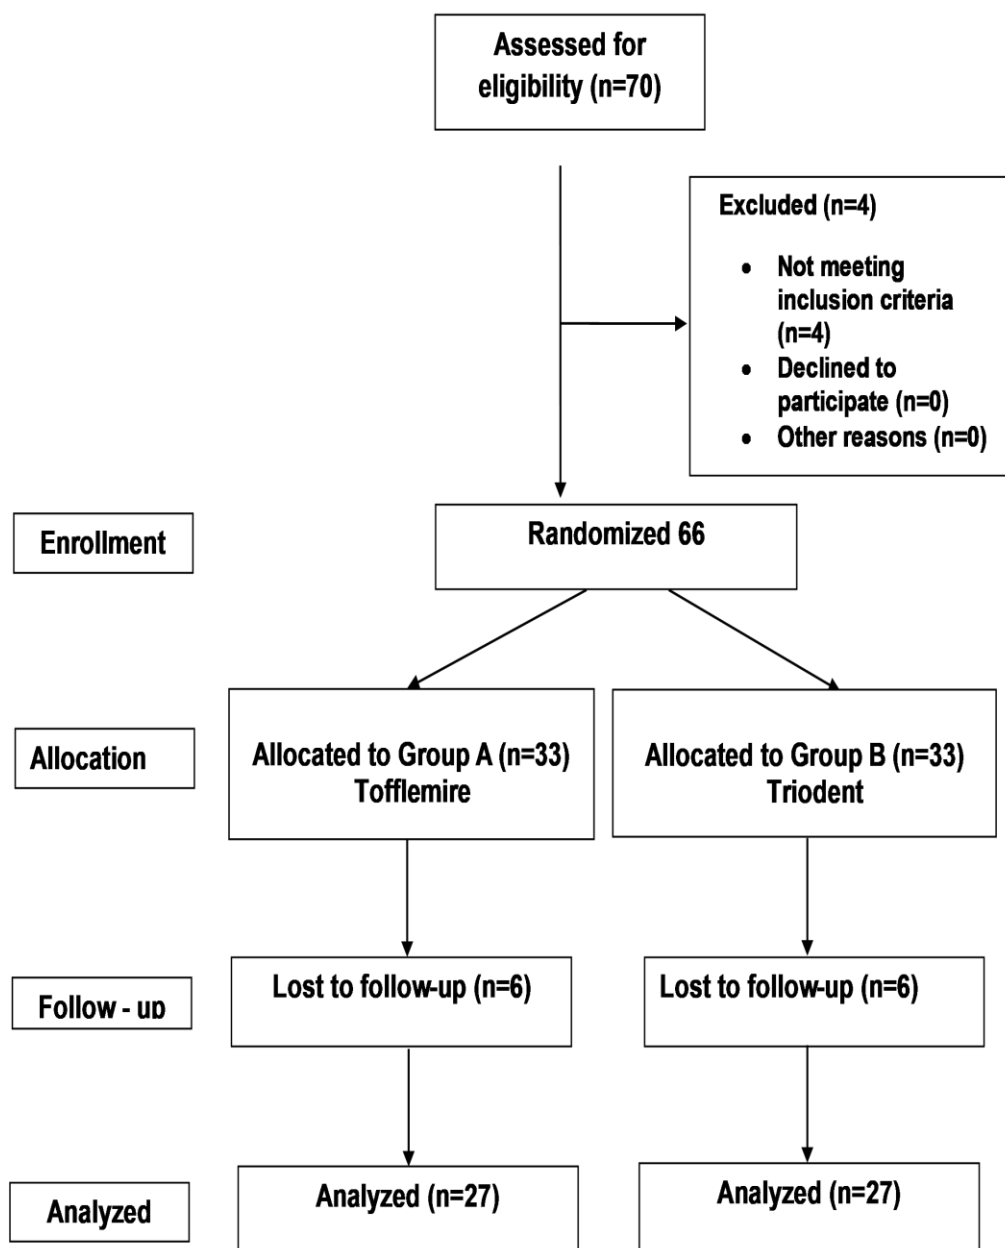 Assessed for
eligibility (n=70)
Excluded (n=4)
• Not meeting
inclusion criteria
(n=4)
• Declined to
participate (n=0)
• Other reasons (n=0)
Enrollment
Randomized 66
Allocation
Allocated to Group A (n=33)
Tofflemire
Allocated to Group B (n=33)
Triodent
Follow - up
Lost to follow-up (n=6)
Lost to follow-up (n=6)
Analyzed
Analyzed (n=27)
Analyzed (n=27)